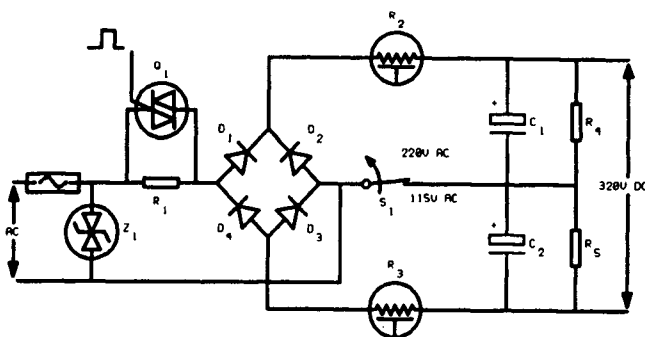 R2
Q1
D1
D2
C1
R4
220V AC
S1
115V AC
320V DC
R1
AC
Z1
D4
D3
C2
R5
R3